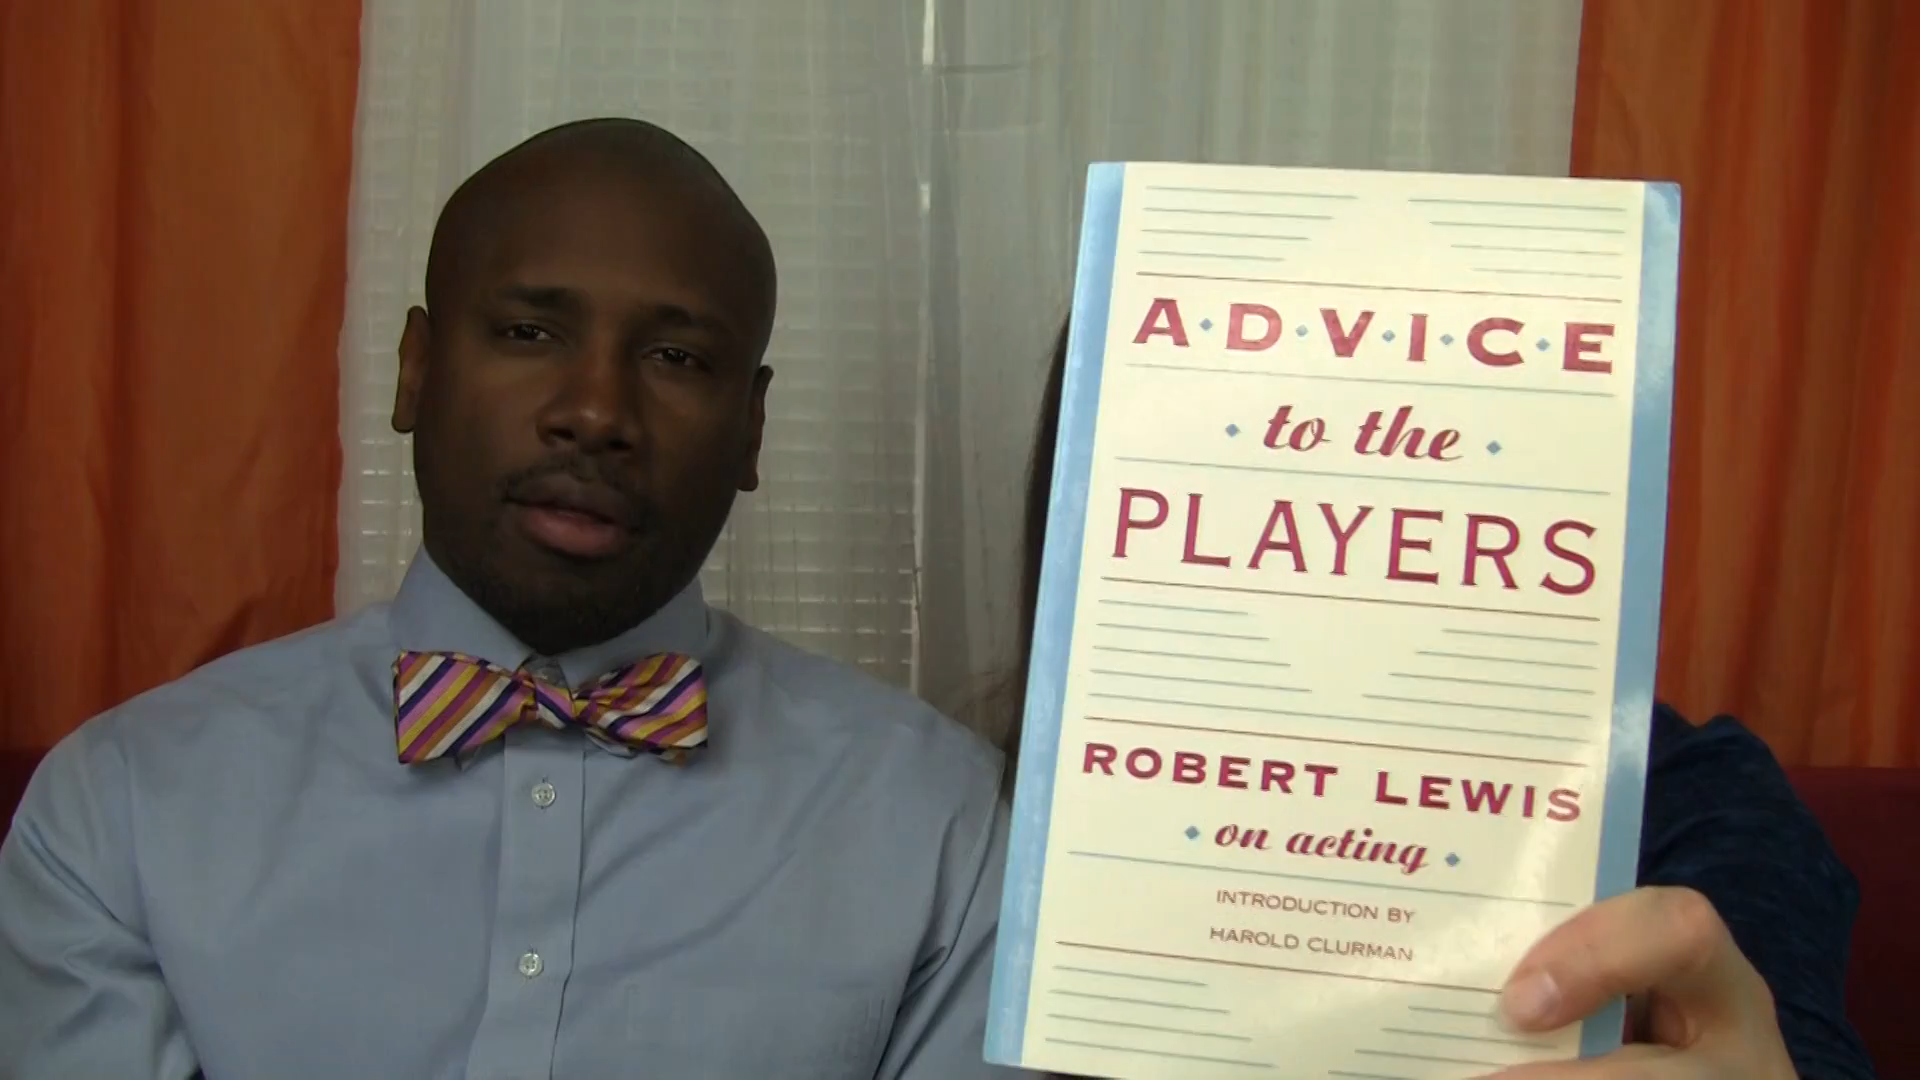 A·D·V·I·C·E
· to the ·
PLAYERS
ROBERT LEWIS
· on acting ·
INTRODUCTION BY
HAROLD CLURMAN